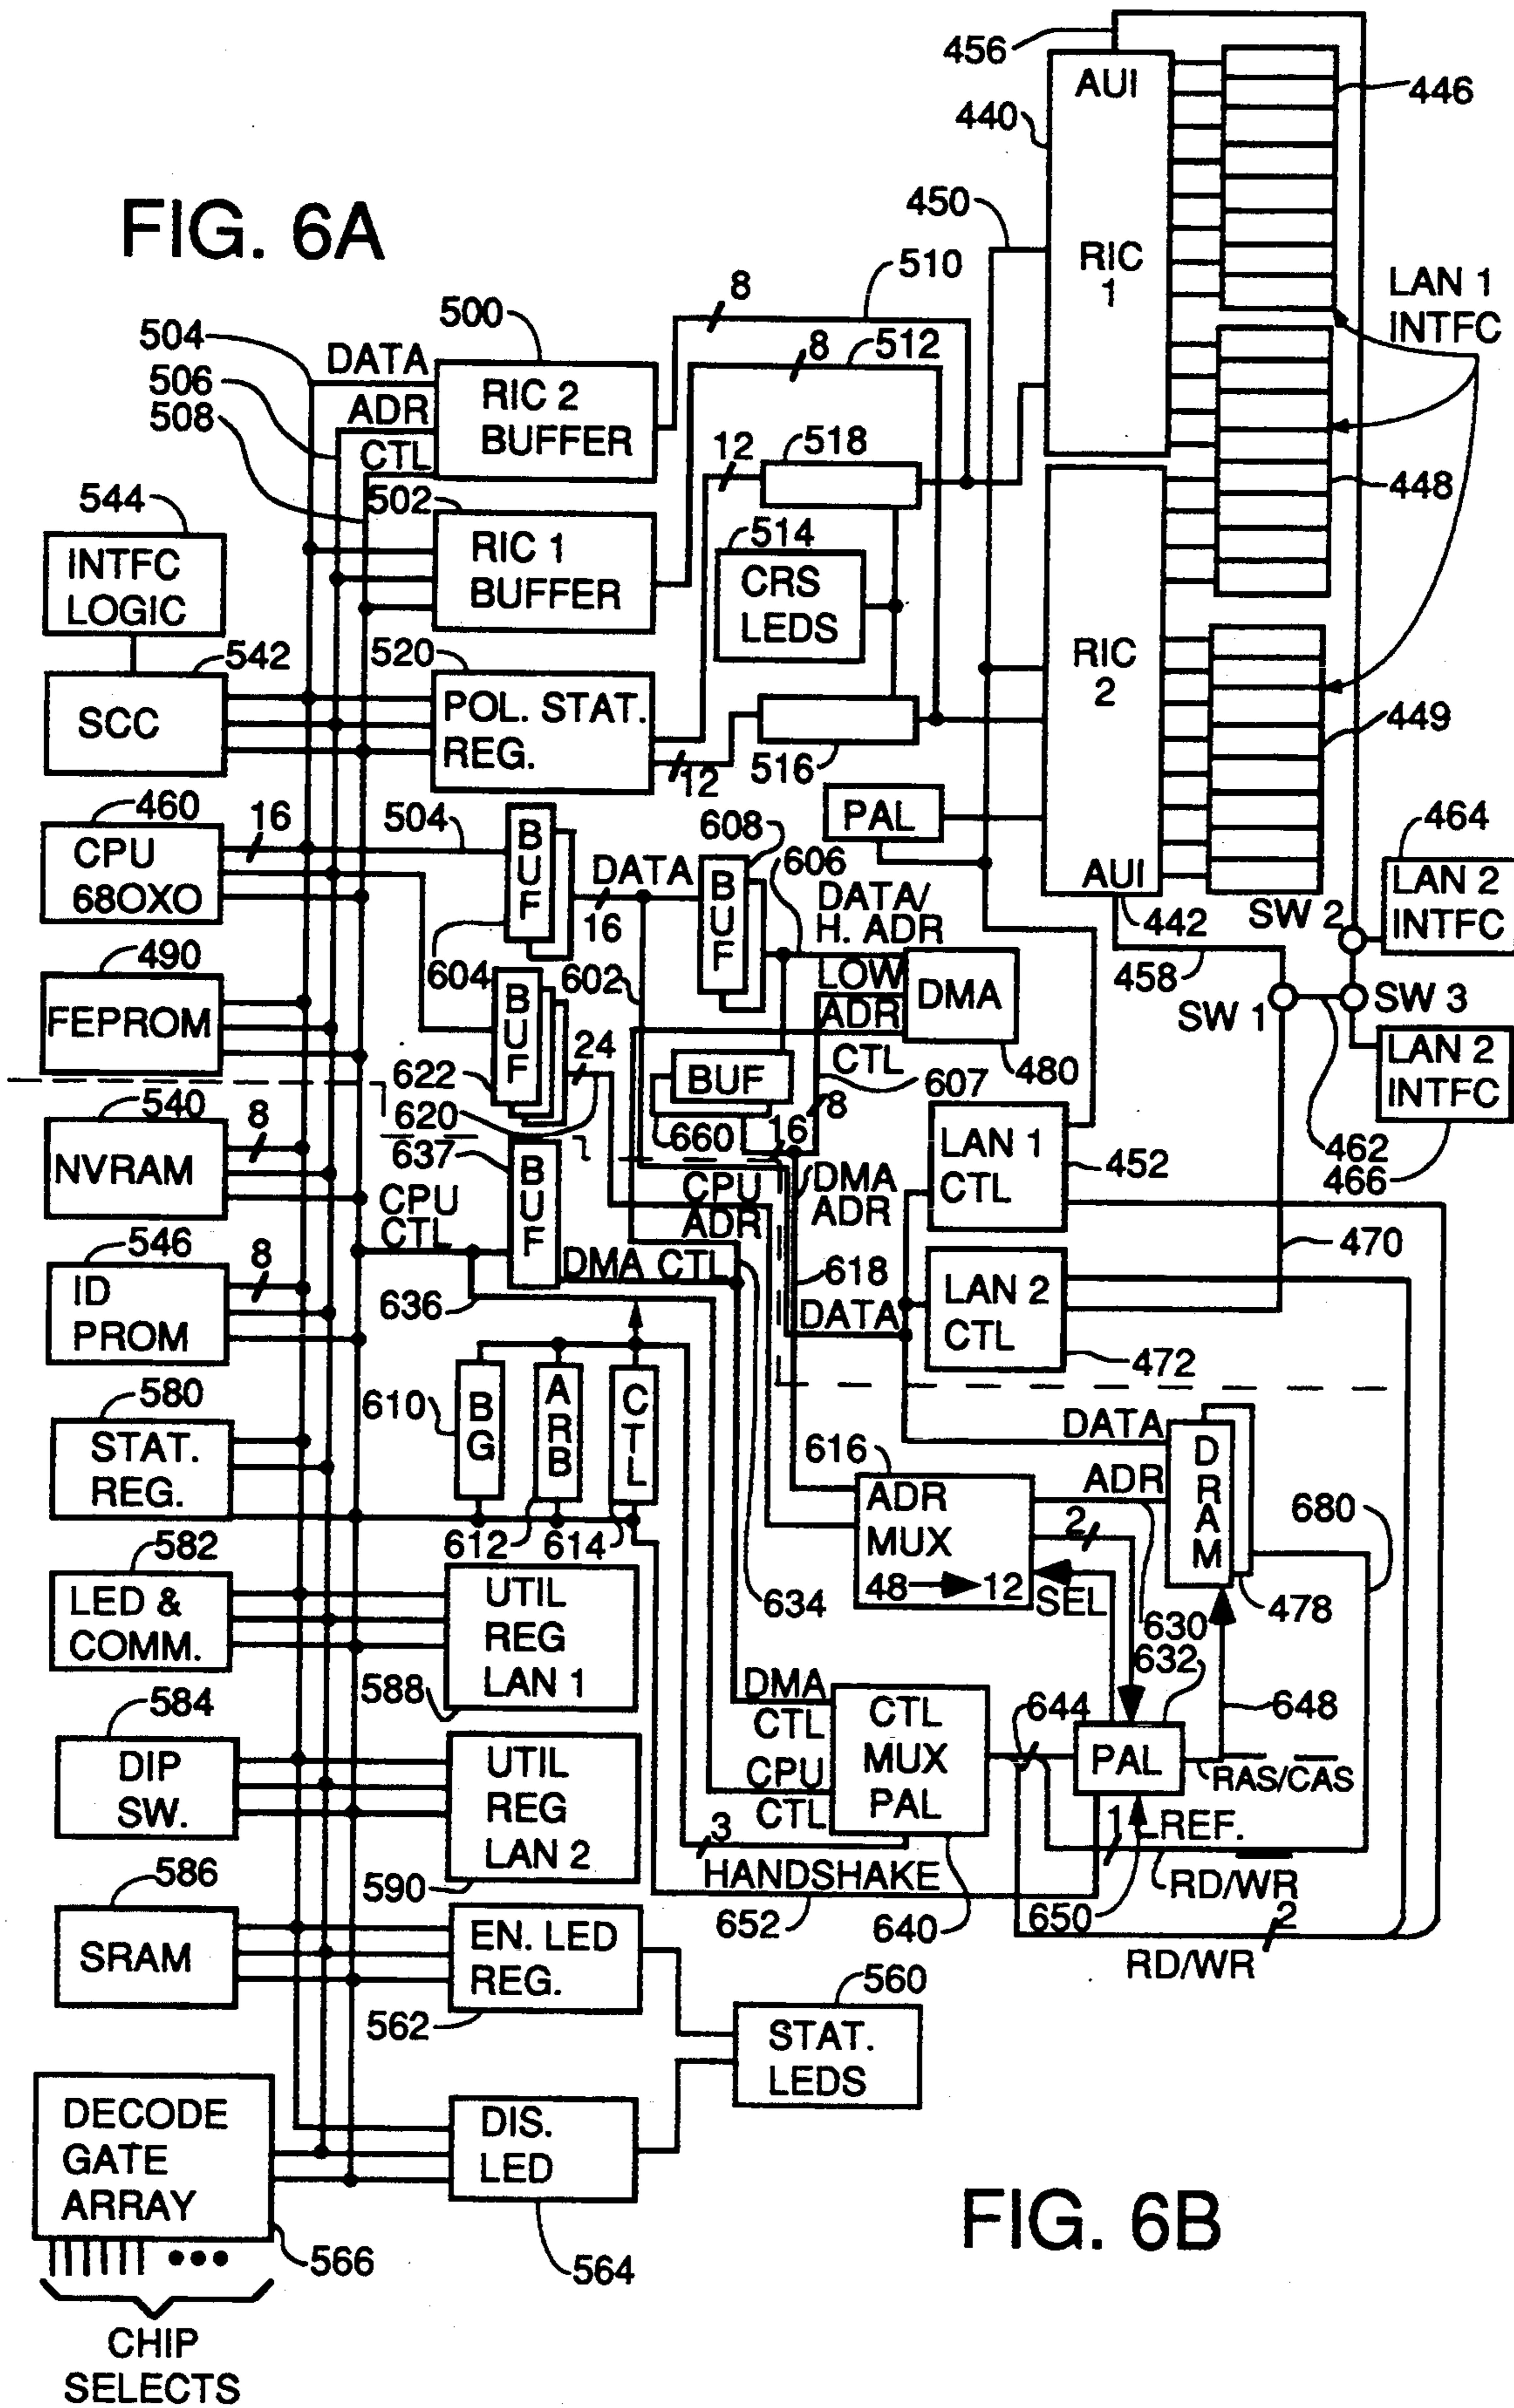 FIG. 6A
456
AUI
440
446
450
RIC
1
LAN 1
INTFC
8
510
500
504
DATA
8
512
506
ADR
RIC 2
BUFFER
508
CTL
12
518
448
544
502
INTFC
LOGIC
RIC 1
BUFFER
514
CRS
LEDS
542
520
RIC
2
SCC
POL. STAT.
REG.
449
12
516
460
16
504
BUF
PAL
608
606
464
CPU
68OXO
DATA
BUF
DATA/
H. ADR
AUI
LAN 2
INTFC
16
SW 2
442
490
604
602
LOW
ADR
DMA
458
FEPROM
BUF
SW 1
SW 3
24
CTL
480
LAN 2
INTFC
622
BUF
607
540
8
620
660
16
8
462
466
NVRAM
637
BUF
LAN 1
CTL
452
CPU
CTL
CPU
ADR
DMA
ADR
546
8
DMA CTL
618
470
ID
PROM
636
DATA
LAN 2
CTL
472
580
610
BG
ARB
CTL
DATA
DRAM
STAT.
REG.
616
ADR
MUX
48
12
ADR
680
2
582
612
614
SEL
478
LED &
COMM.
UTIL
REG
LAN 1
634
630
632
584
588
DMA
CTL
CPU
CTL
CTL
MUX
PAL
644
648
DIP
SW.
UTIL
REG
LAN 2
PAL
RAS/CAS
3
1
REF.
586
590
HANDSHAKE
RD/WR
652
640
650
2
SRAM
EN. LED
REG.
RD/WR
562
560
STAT.
LEDS
DECODE
GATE
ARRAY
DIS.
LED
FIG. 6B
566
564
CHIP
SELECTS